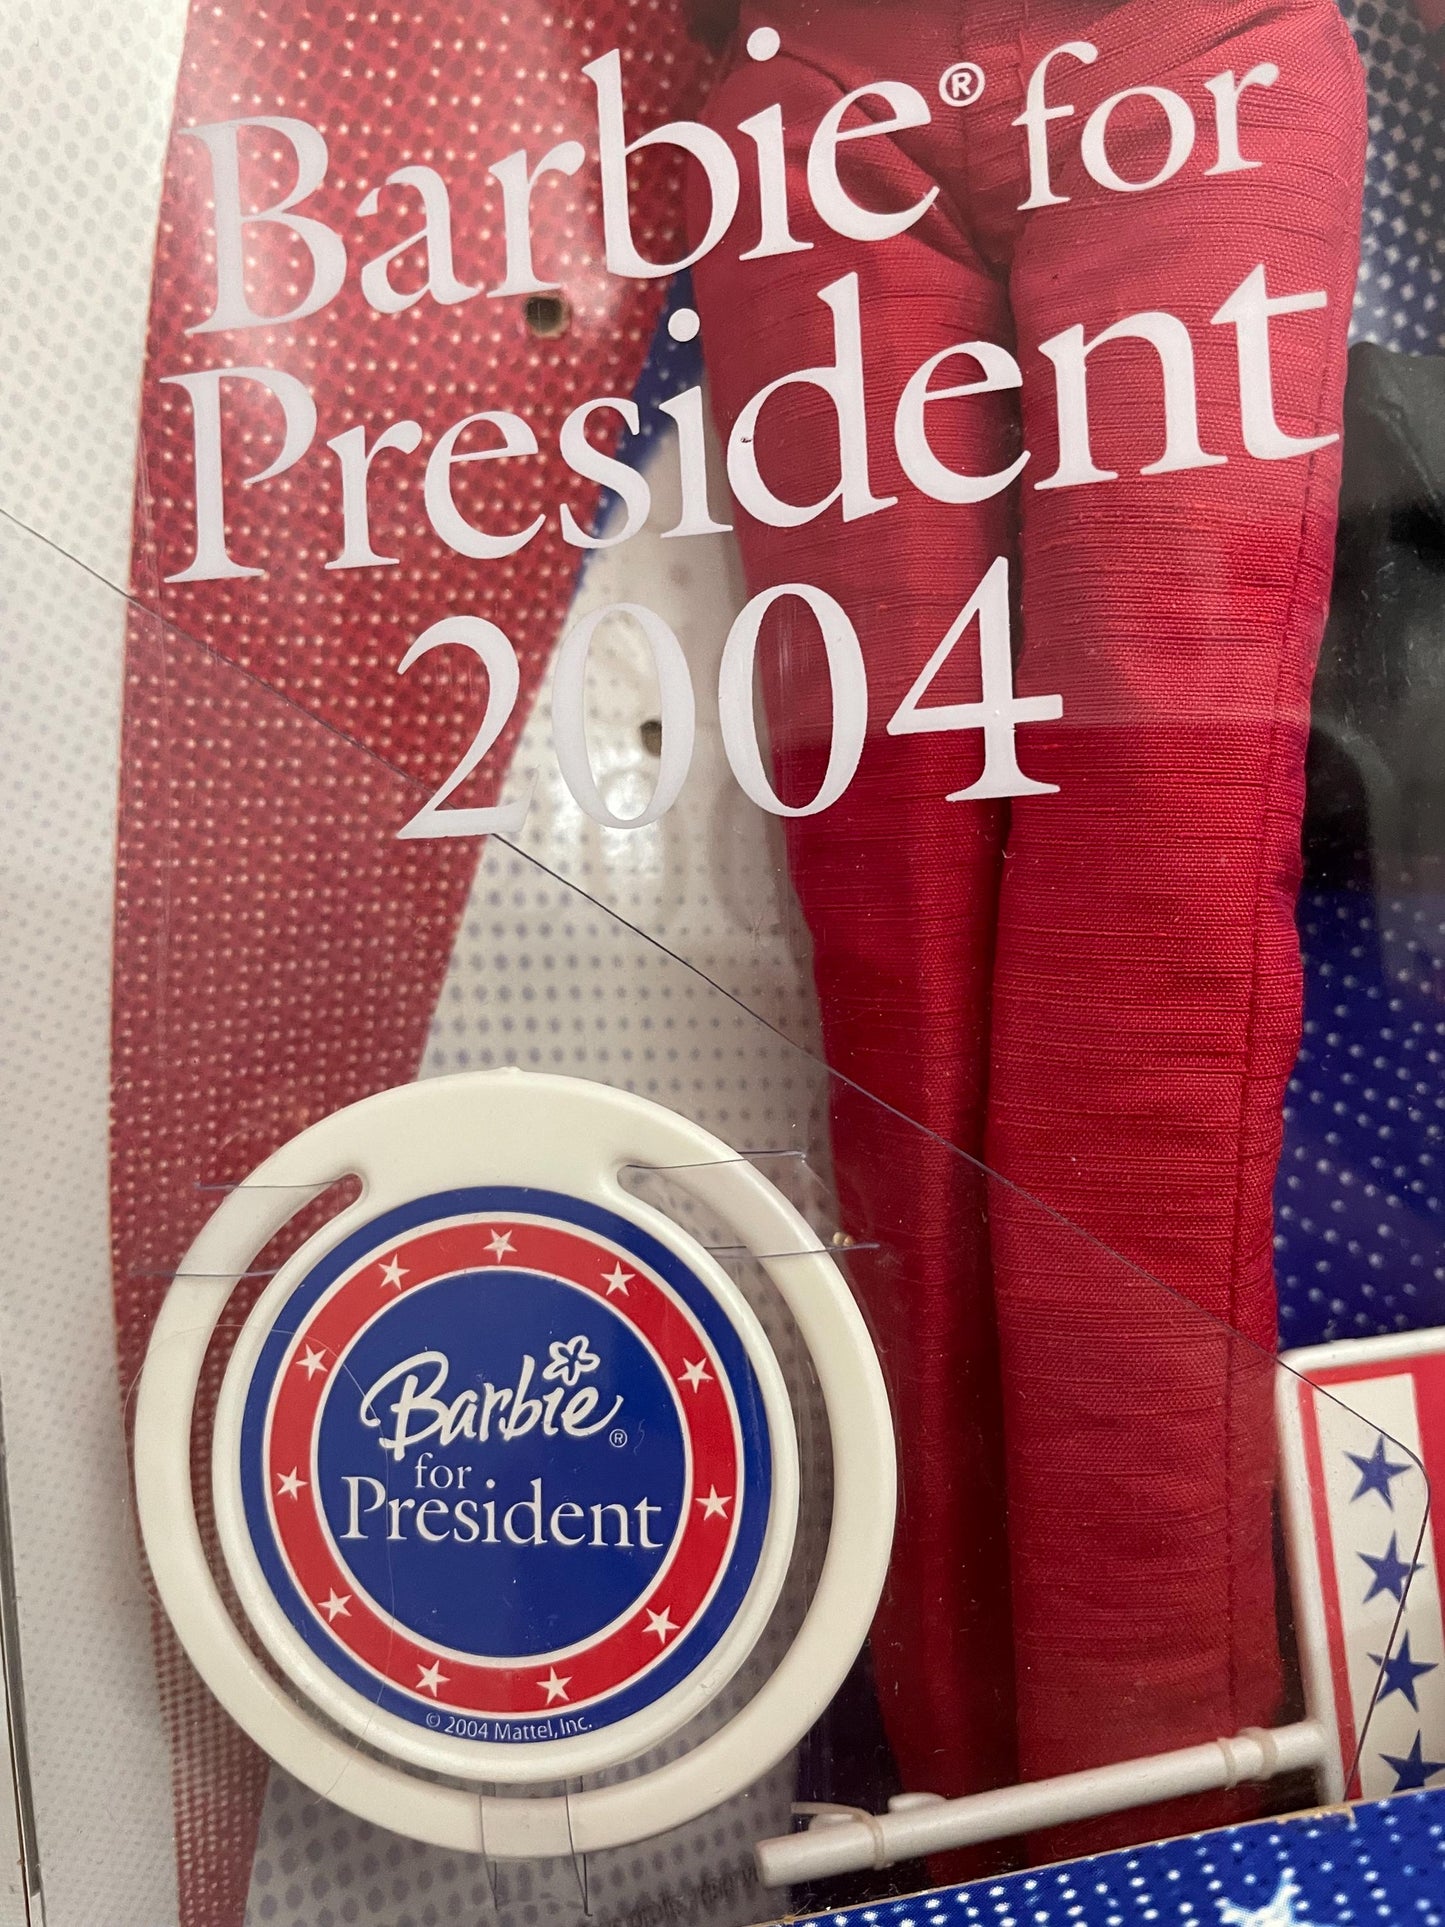 Barbie® for
President
2004
Barbie®
for
President
© 2004 Mattel, Inc.